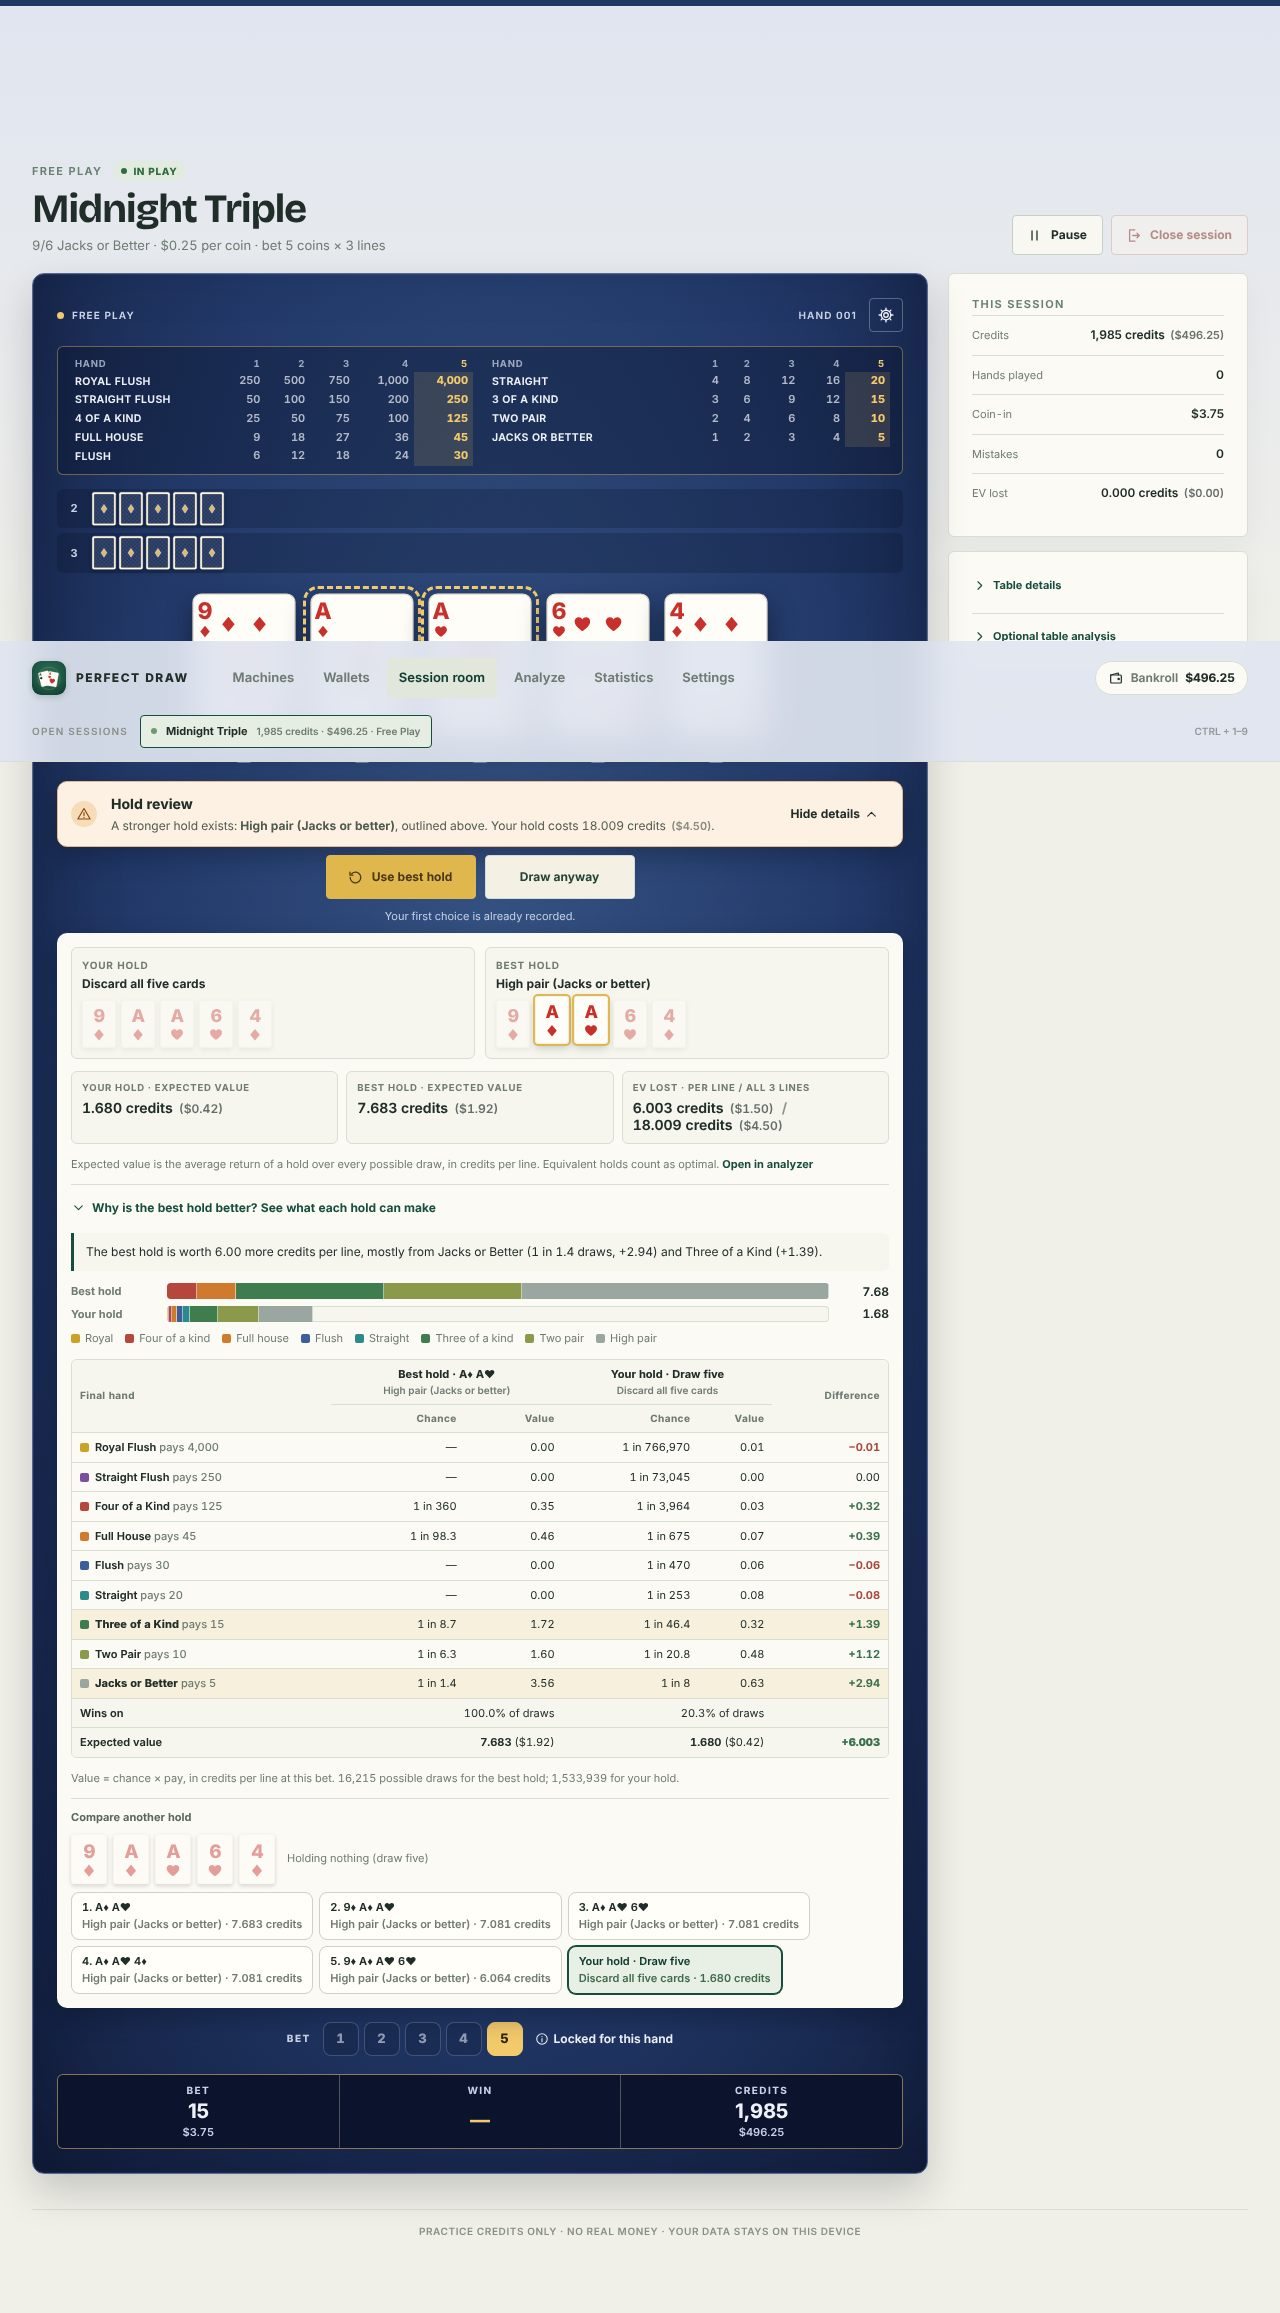 FREE PLAY IN PLAY
Midnight Triple
9/6 Jacks or Better · $0.25 per coin · bet 5 coins × 3 lines
Pause Close session
FREE PLAY HAND 001
HAND 1 2 3 4 5 HAND 1 2 3 4 5
ROYAL FLUSH 250 500 750 1,000 4,000 STRAIGHT 4 8 12 16 20
STRAIGHT FLUSH 50 100 150 200 250 3 OF A KIND 3 6 9 12 15
4 OF A KIND 25 50 75 100 125 TWO PAIR 2 4 6 8 10
FULL HOUSE 9 18 27 36 45 JACKS OR BETTER 1 2 3 4 5
FLUSH 6 12 18 24 30
2
3
9♦ A♦ A♥ 6♥ 4♦
THIS SESSION
Credits 1,985 credits ($496.25)
Hands played 0
Coin-in $3.75
Mistakes 0
EV lost 0.000 credits ($0.00)
Table details
Optional table analysis
PERFECT DRAW Machines Wallets Session room Analyze Statistics Settings Bankroll $496.25
OPEN SESSIONS Midnight Triple 1,985 credits · $496.25 · Free Play CTRL + 1–9
Hold review
A stronger hold exists: High pair (Jacks or better), outlined above. Your hold costs 18.009 credits ($4.50).
Hide details
Use best hold Draw anyway
Your first choice is already recorded.
YOUR HOLD
Discard all five cards
9♦ A♦ A♥ 6♥ 4♦
BEST HOLD
High pair (Jacks or better)
9♦ A♦ A♥ 6♥ 4♦
YOUR HOLD · EXPECTED VALUE
1.680 credits ($0.42)
BEST HOLD · EXPECTED VALUE
7.683 credits ($1.92)
EV LOST · PER LINE / ALL 3 LINES
6.003 credits ($1.50) /
18.009 credits ($4.50)
Expected value is the average return of a hold over every possible draw, in credits per line. Equivalent holds count as optimal. Open in analyzer
Why is the best hold better? See what each hold can make
The best hold is worth 6.00 more credits per line, mostly from Jacks or Better (1 in 1.4 draws, +2.94) and Three of a Kind (+1.39).
Best hold 7.68
Your hold 1.68
Royal Four of a kind Full house Flush Straight Three of a kind Two pair High pair
Final hand Best hold · A♦ A♥ Your hold · Draw five Difference
High pair (Jacks or better) Discard all five cards
Chance Value Chance Value
Royal Flush pays 4,000 — 0.00 1 in 766,970 0.01 −0.01
Straight Flush pays 250 — 0.00 1 in 73,045 0.00 0.00
Four of a Kind pays 125 1 in 360 0.35 1 in 3,964 0.03 +0.32
Full House pays 45 1 in 98.3 0.46 1 in 675 0.07 +0.39
Flush pays 30 — 0.00 1 in 470 0.06 −0.06
Straight pays 20 — 0.00 1 in 253 0.08 −0.08
Three of a Kind pays 15 1 in 8.7 1.72 1 in 46.4 0.32 +1.39
Two Pair pays 10 1 in 6.3 1.60 1 in 20.8 0.48 +1.12
Jacks or Better pays 5 1 in 1.4 3.56 1 in 8 0.63 +2.94
Wins on 100.0% of draws 20.3% of draws
Expected value 7.683 ($1.92) 1.680 ($0.42) +6.003
Value = chance × pay, in credits per line at this bet. 16,215 possible draws for the best hold; 1,533,939 for your hold.
Compare another hold
9♦ A♦ A♥ 6♥ 4♦ Holding nothing (draw five)
1. A♦ A♥
High pair (Jacks or better) · 7.683 credits
2. 9♦ A♦ A♥
High pair (Jacks or better) · 7.081 credits
3. A♦ A♥ 6♥
High pair (Jacks or better) · 7.081 credits
4. A♦ A♥ 4♦
High pair (Jacks or better) · 7.081 credits
5. 9♦ A♦ A♥ 6♥
High pair (Jacks or better) · 6.064 credits
Your hold · Draw five
Discard all five cards · 1.680 credits
BET 1 2 3 4 5 Locked for this hand
BET WIN CREDITS
15 — 1,985
$3.75 $496.25
PRACTICE CREDITS ONLY · NO REAL MONEY · YOUR DATA STAYS ON THIS DEVICE